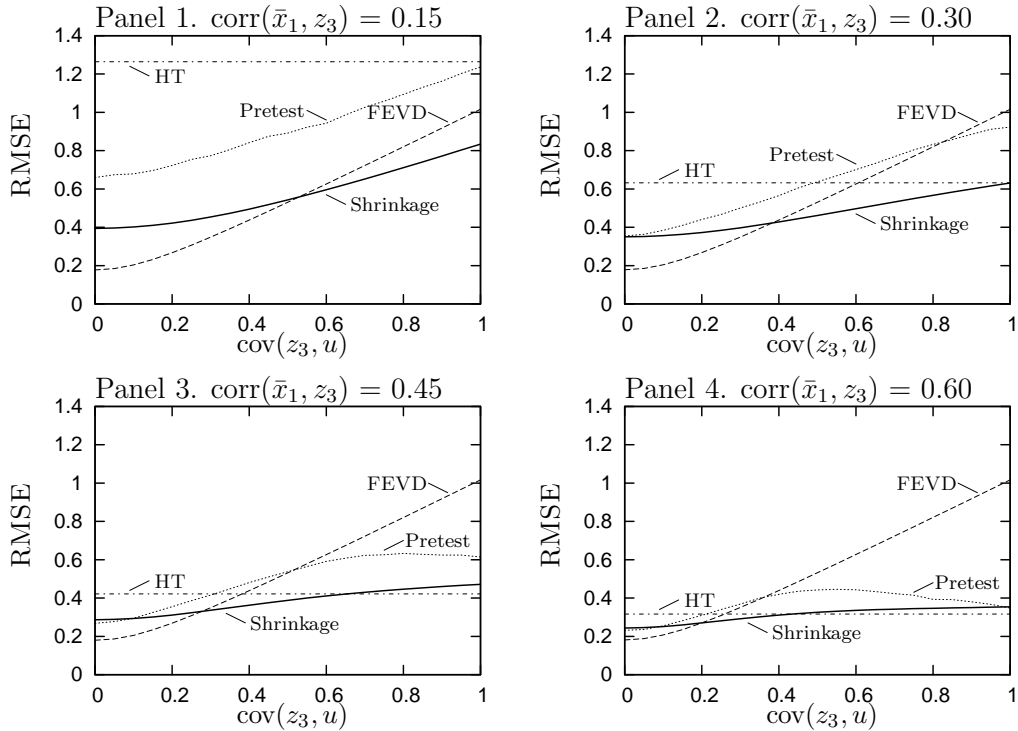 Panel 1. corr(x̄₁, z₃) = 0.15
RMSE
1.4
1.2
1
0.8
0.6
0.4
0.2
0
HT
Pretest
FEVD
Shrinkage
0 0.2 0.4 0.6 0.8 1
cov(z₃, u)
Panel 2. corr(x̄₁, z₃) = 0.30
RMSE
1.4
1.2
1
0.8
0.6
0.4
0.2
0
FEVD
Pretest
HT
Shrinkage
0 0.2 0.4 0.6 0.8 1
cov(z₃, u)
Panel 3. corr(x̄₁, z₃) = 0.45
RMSE
1.4
1.2
1
0.8
0.6
0.4
0.2
0
FEVD
Pretest
HT
Shrinkage
0 0.2 0.4 0.6 0.8 1
cov(z₃, u)
Panel 4. corr(x̄₁, z₃) = 0.60
RMSE
1.4
1.2
1
0.8
0.6
0.4
0.2
0
FEVD
Pretest
HT
Shrinkage
0 0.2 0.4 0.6 0.8 1
cov(z₃, u)